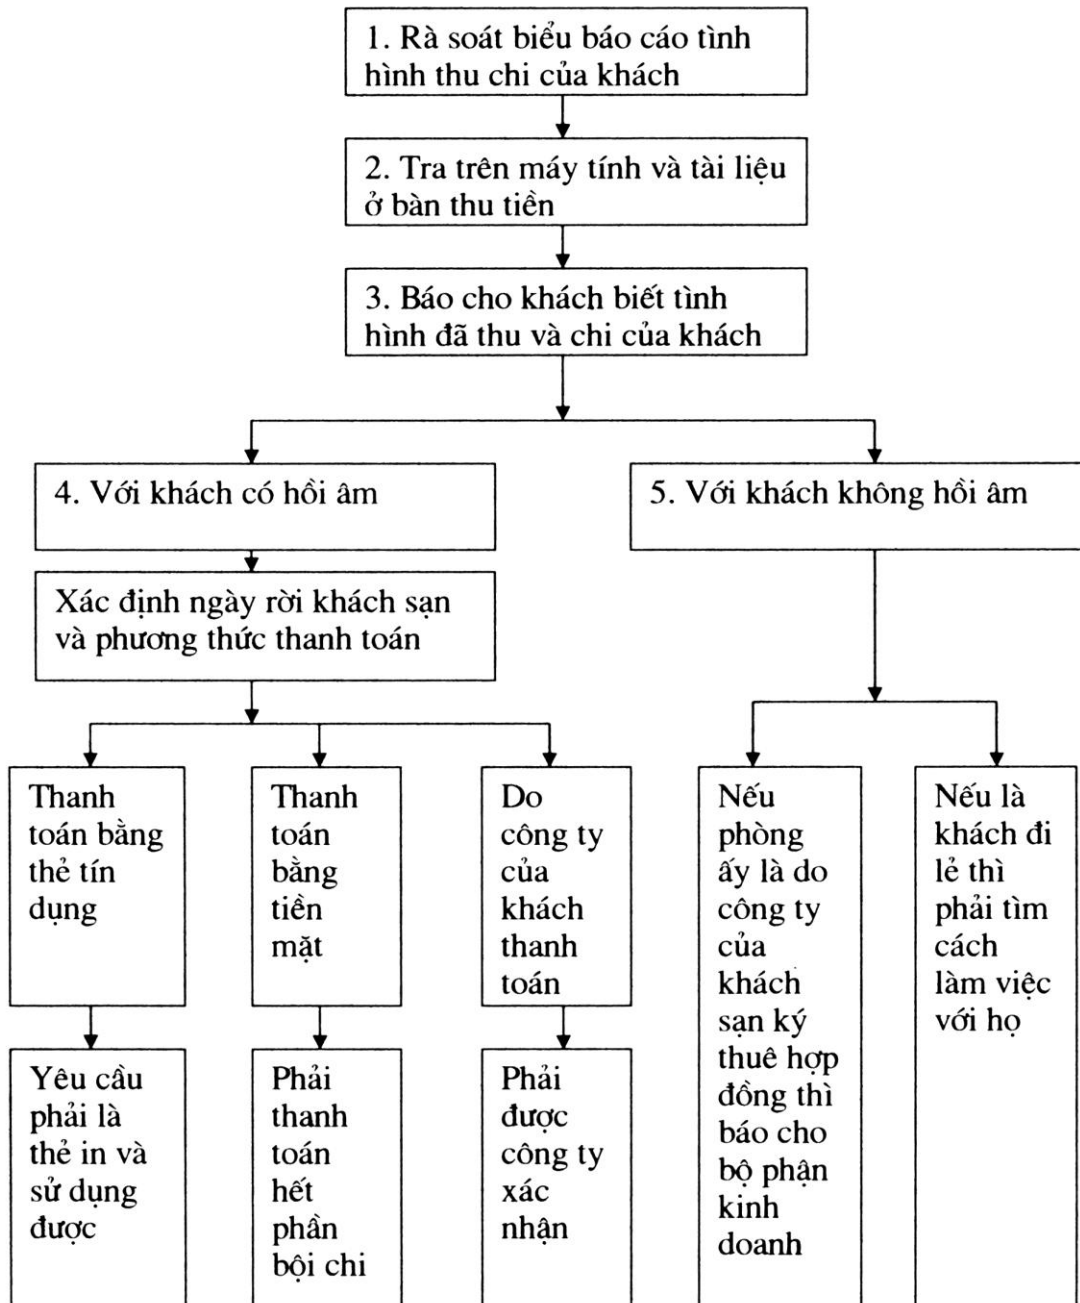 1. Rà soát biểu báo cáo tình
hình thu chi của khách
2. Tra trên máy tính và tài liệu
ở bàn thu tiền
3. Báo cho khách biết tình
hình đã thu và chi của khách
4. Với khách có hồi âm
5. Với khách không hồi âm
Xác định ngày rời khách sạn
và phương thức thanh toán
Thanh
toán bằng
thẻ tín
dụng
Thanh
toán
bằng
tiền
mặt
Do
công ty
của
khách
thanh
toán
Nếu
phòng
ấy là do
công ty
của
khách
sạn ký
thuê hợp
đồng thì
báo cho
bộ phận
kinh
doanh
Nếu là
khách đi
lẻ thì
phải tìm
cách
làm việc
với họ
Yêu cầu
phải là
thẻ in và
sử dụng
được
Phải
thanh
toán
hết
phần
bội chi
Phải
được
công ty
xác
nhận